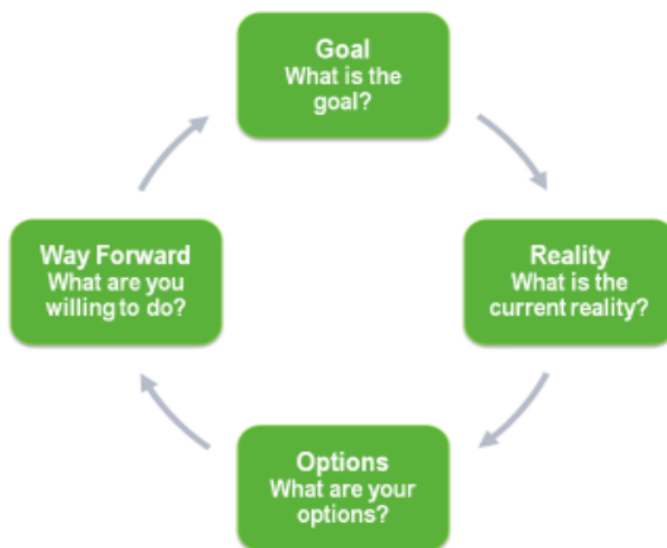 Goal
What is the
goal?
Reality
What is the
current reality?
Options
What are your
options?
Way Forward
What are you
willing to do?